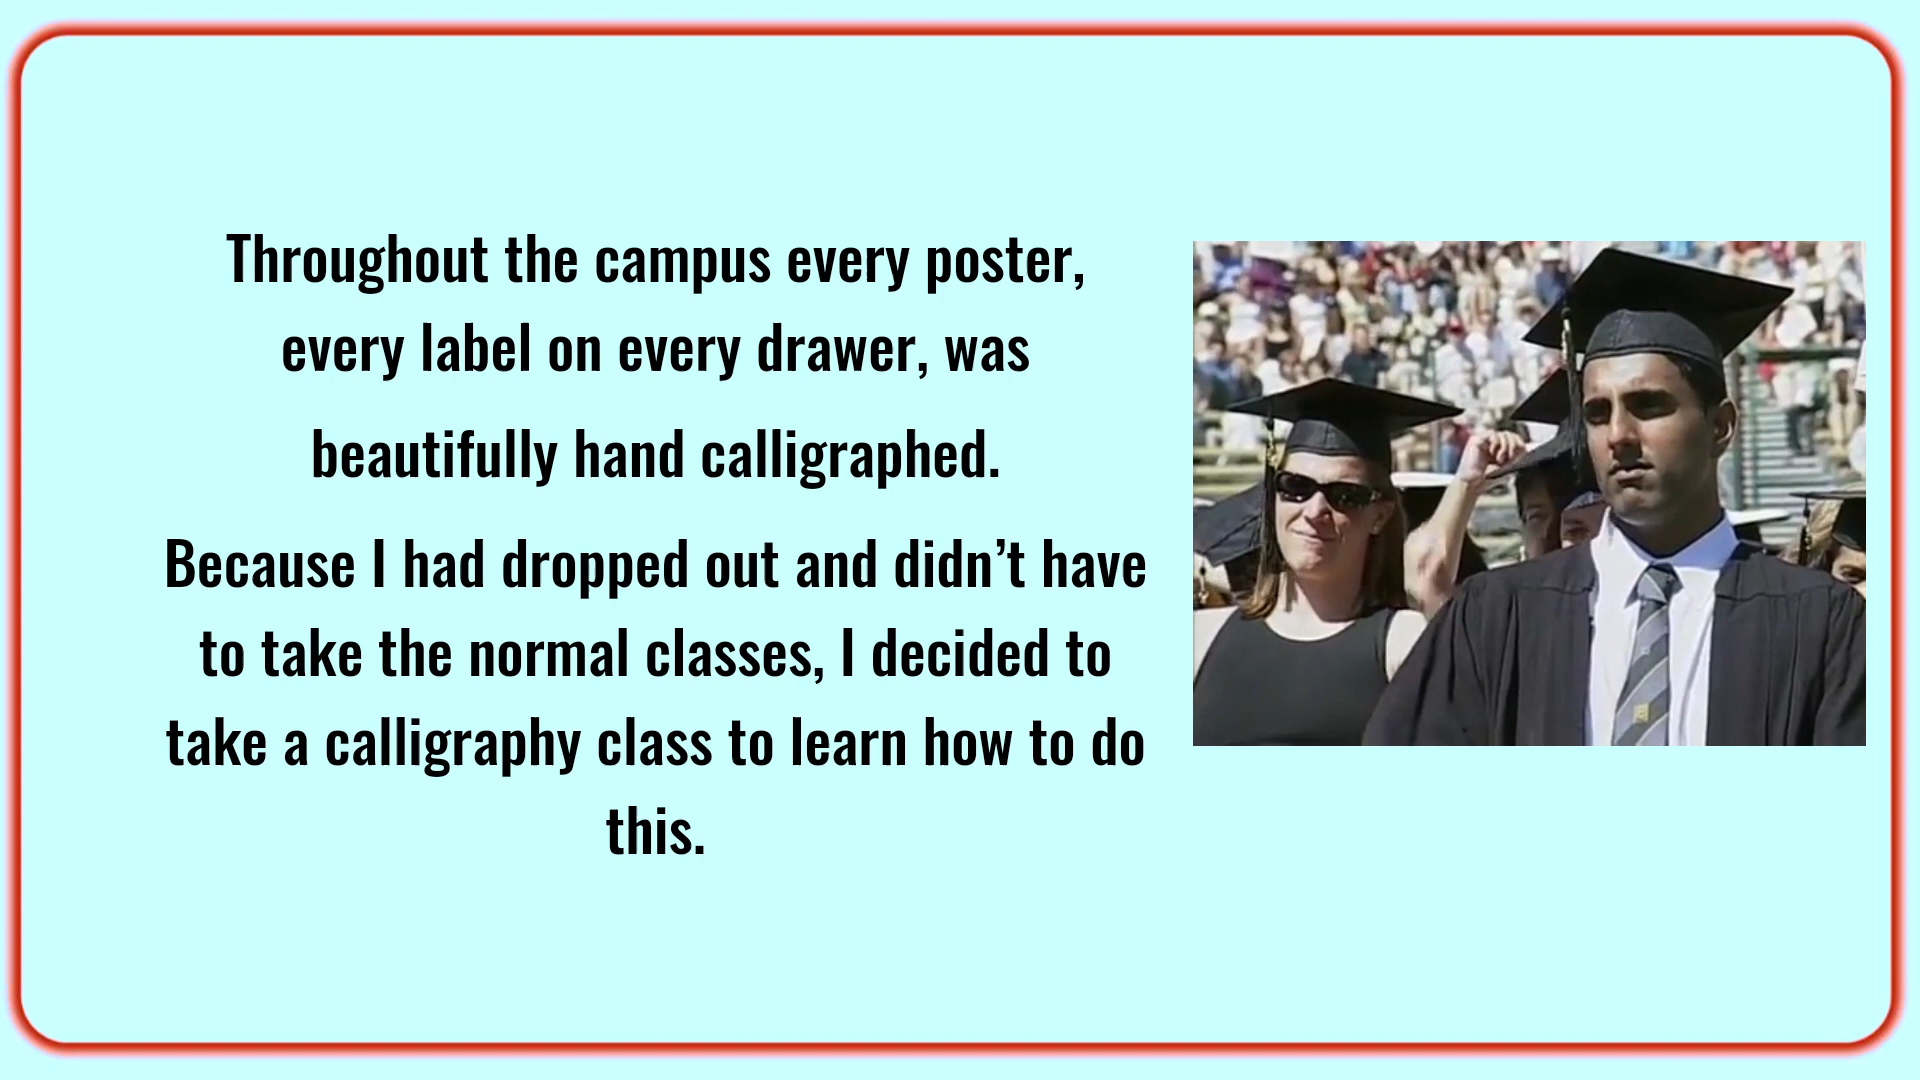 Throughout the campus every poster,
every label on every drawer, was
beautifully hand calligraphed.
Because I had dropped out and didn’t have
to take the normal classes, I decided to
take a calligraphy class to learn how to do
this.